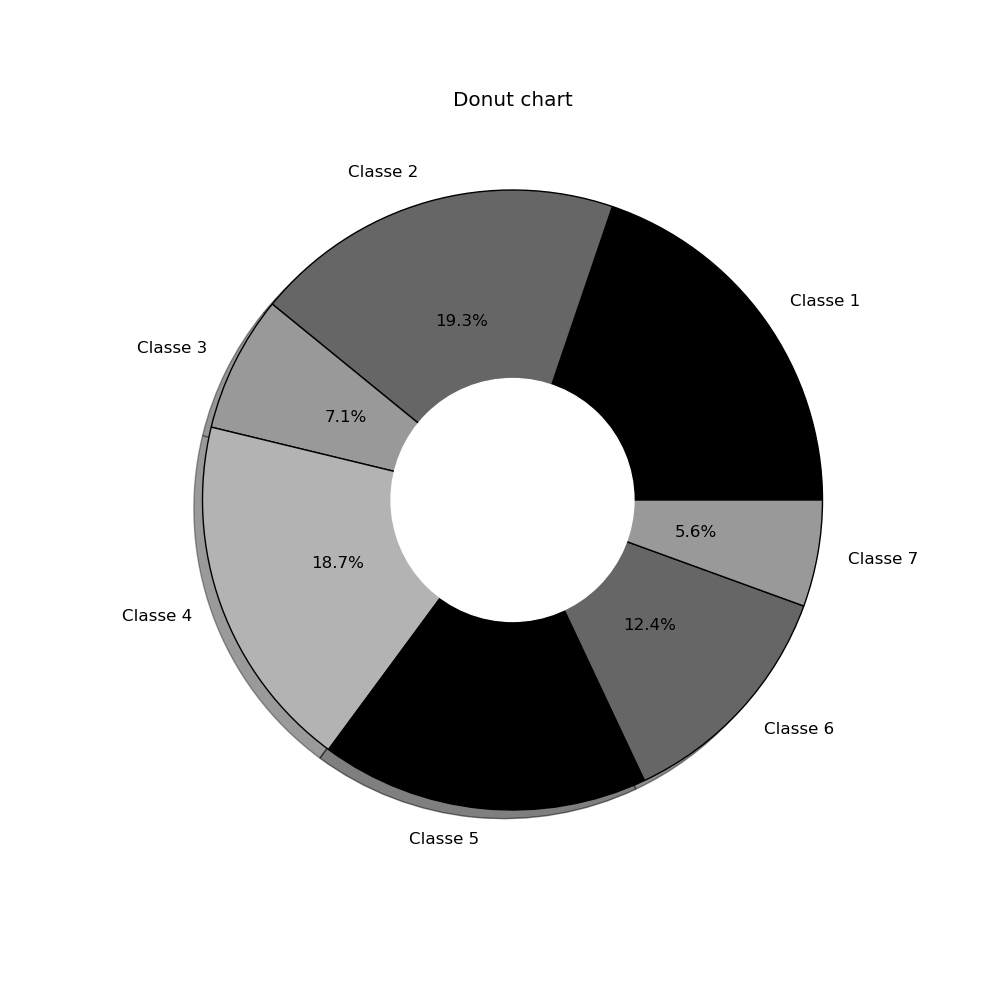 Donut chart
Classe 2
Classe 1
19.3%
Classe 3
7.1%
5.6%
Classe 7
18.7%
Classe 4
12.4%
Classe 6
Classe 5